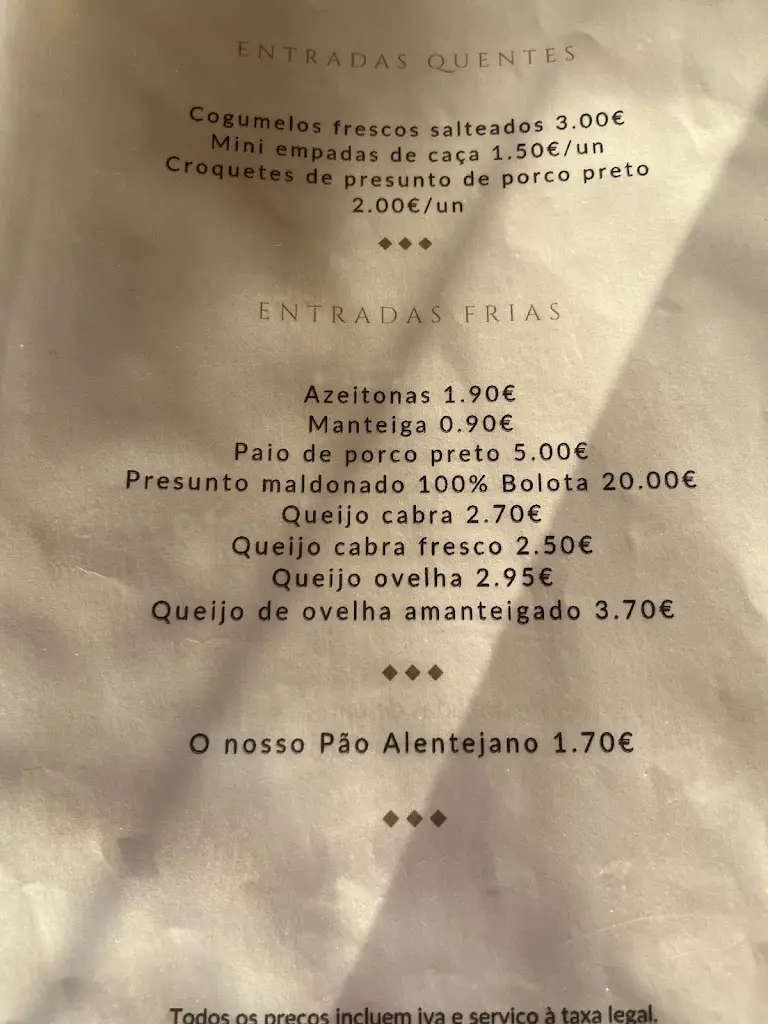 ENTRADAS QUENTES
Cogumelos frescos salteados 3.00€
Mini empadas de caça 1.50€/un
Croquetes de presunto de porco preto
2.00€/un
ENTRADAS FRIAS
Azeitonas 1.90€
Manteiga 0.90€
Paio de porco preto 5.00€
Presunto maldonado 100% Bolota 20.00€
Queijo cabra 2.70€
Queijo cabra fresco 2.50€
Queijo ovelha 2.95€
Queijo de ovelha amanteigado 3.70€
O nosso Pão Alentejano 1.70€
Todos os preços incluem iva e serviço à taxa legal.